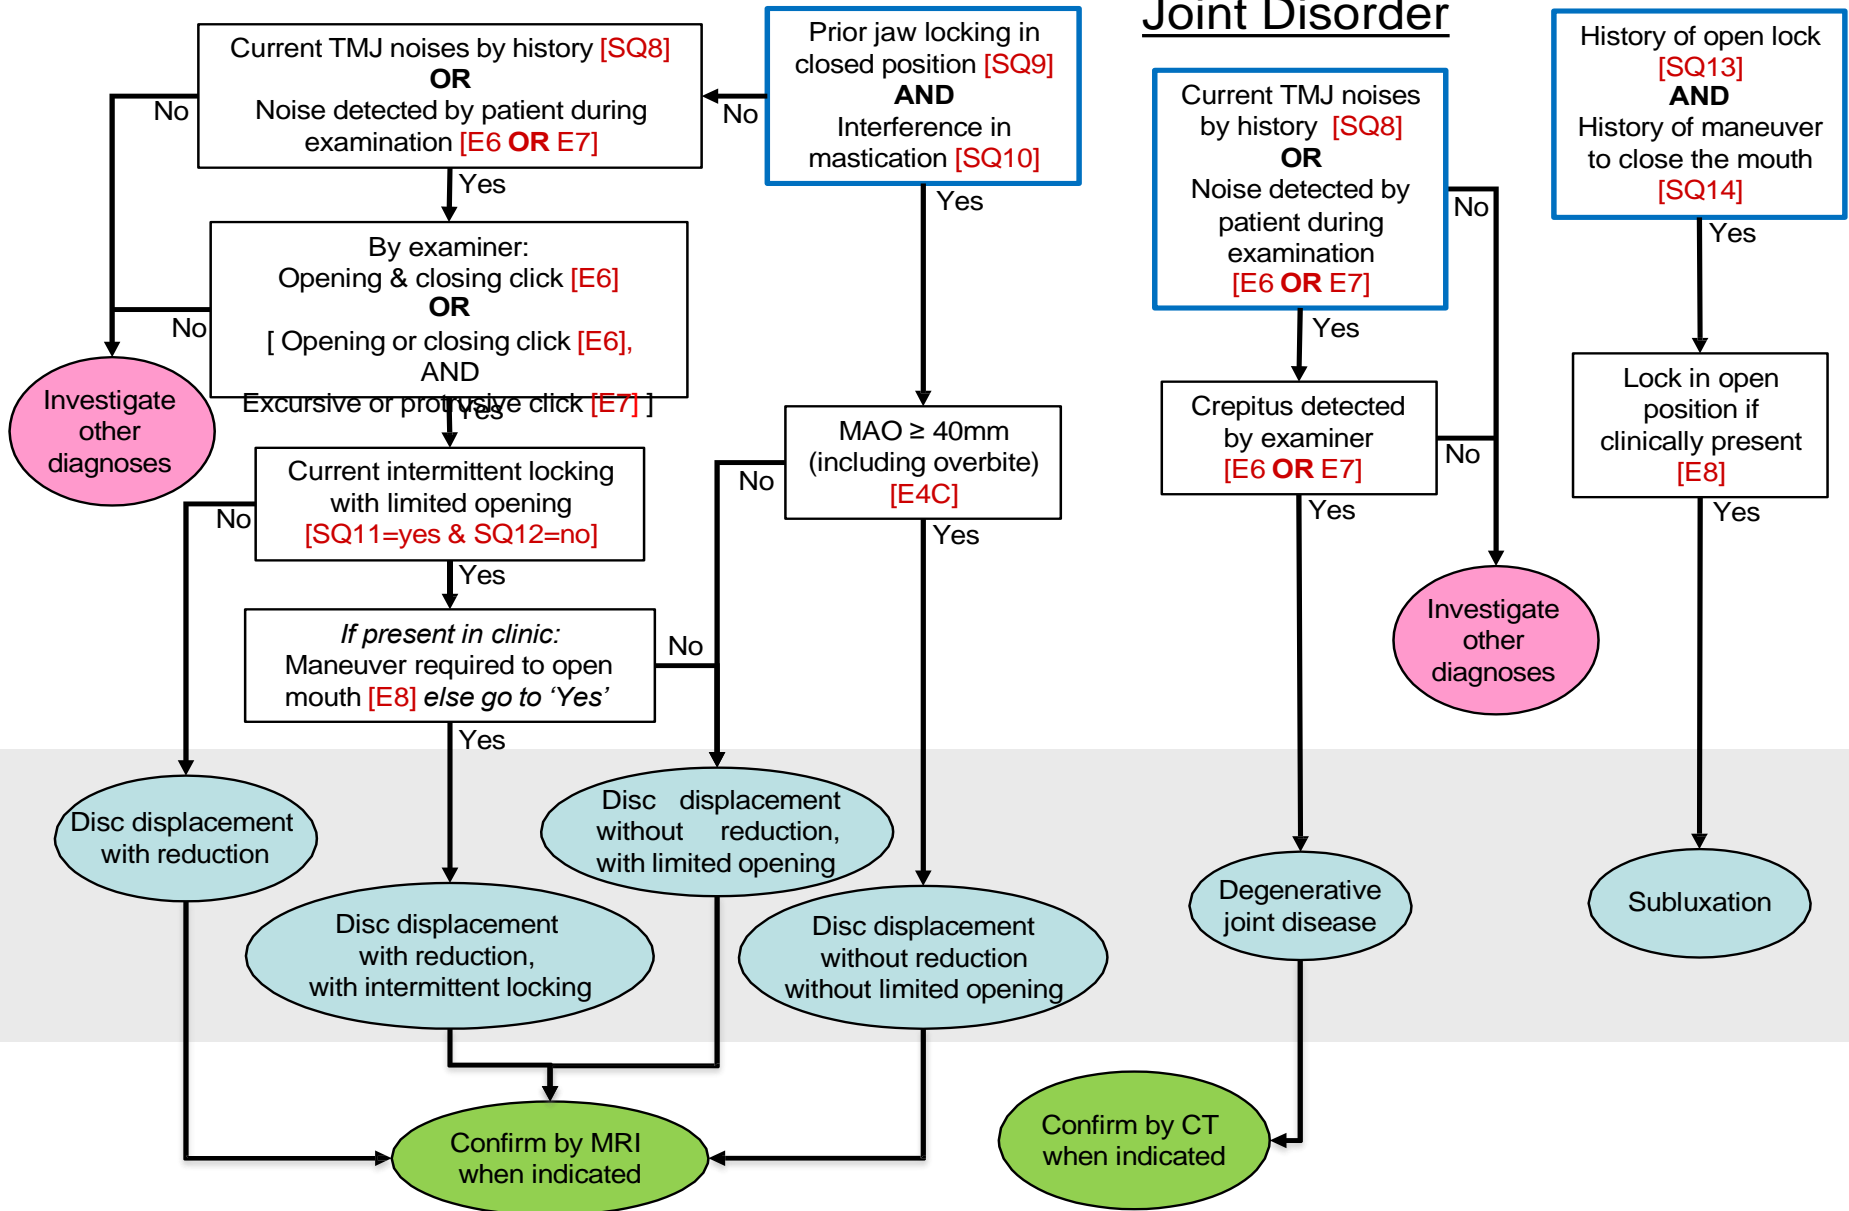 Joint Disorder
Current TMJ noises by history [SQ8]
OR
Noise detected by patient during
examination [E6 OR E7]
No
Yes
Prior jaw locking in
closed position [SQ9]
AND
Interference in
mastication [SQ10]
No
Yes
By examiner:
Opening & closing click [E6]
OR
[ Opening or closing click [E6],
AND
Excursive or protrusive click [E7] ]
No
Yes
Investigate
other
diagnoses
Current intermittent locking
with limited opening
[SQ11=yes & SQ12=no]
No
Yes
If present in clinic:
Maneuver required to open
mouth [E8] else go to ‘Yes’
No
Yes
MAO ≥ 40mm
(including overbite)
[E4C]
No
Yes
Disc displacement
with reduction
Disc displacement
with reduction,
with intermittent locking
Disc displacement
without reduction,
with limited opening
Disc displacement
without reduction
without limited opening
Confirm by MRI
when indicated
Current TMJ noises
by history [SQ8]
OR
Noise detected by
patient during
examination
[E6 OR E7]
No
Yes
Crepitus detected
by examiner
[E6 OR E7]
No
Yes
Investigate
other
diagnoses
Degenerative
joint disease
Confirm by CT
when indicated
History of open lock
[SQ13]
AND
History of maneuver
to close the mouth
[SQ14]
Yes
Lock in open
position if
clinically present
[E8]
Yes
Subluxation